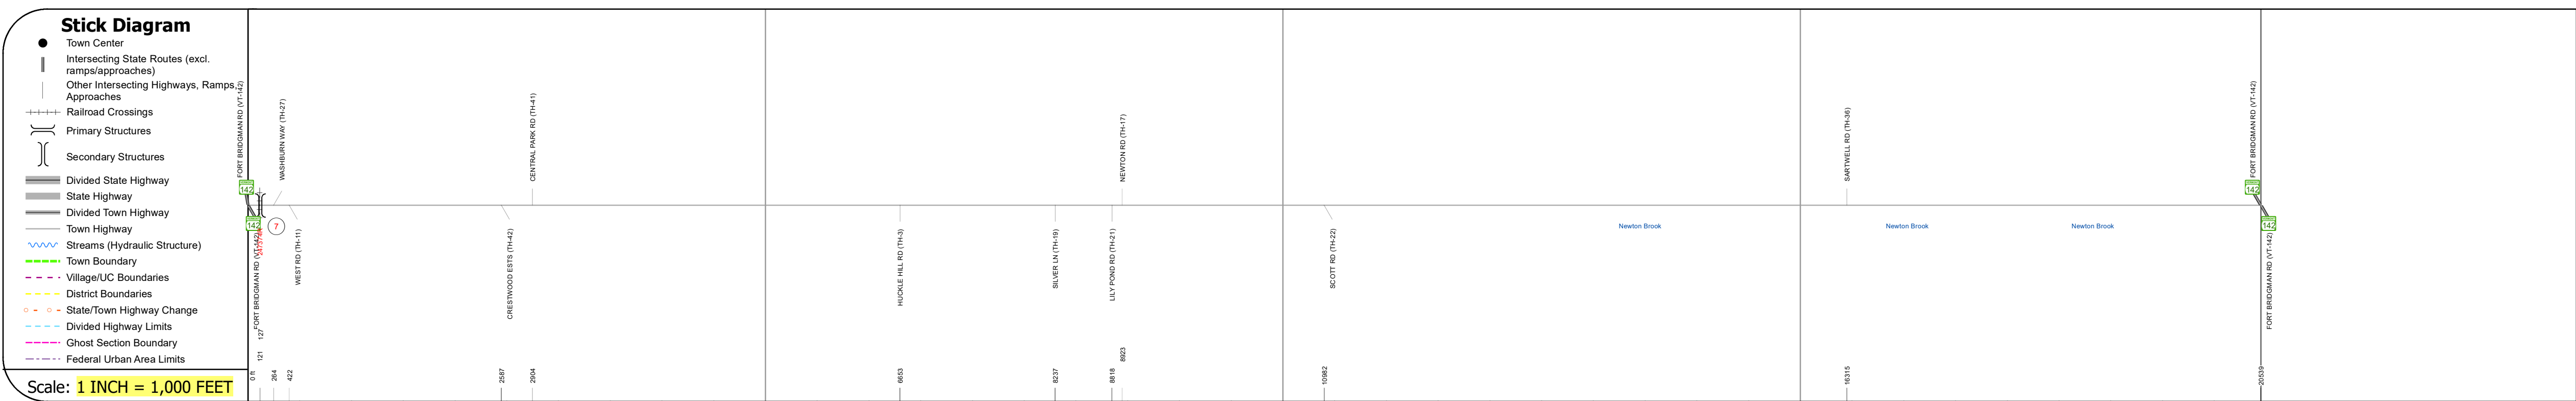 Stick Diagram
Town Center
Intersecting State Routes (excl.
ramps/approaches)
Other Intersecting Highways, Ramps,
Approaches
Railroad Crossings
Primary Structures
Secondary Structures
Divided State Highway
State Highway
Divided Town Highway
Town Highway
Streams (Hydraulic Structure)
Town Boundary
Village/UC Boundaries
District Boundaries
State/Town Highway Change
Divided Highway Limits
Ghost Section Boundary
Federal Urban Area Limits
Scale: 1 INCH = 1,000 FEET
FORT BRIDGMAN RD (VT-142)
WASHBURN WAY (TH-27)
CENTRAL PARK RD (TH-41)
NEWTON RD (TH-17)
SARTWELL RD (TH-36)
FORT BRIDGMAN RD (VT-142)
142
142
142
142
7
FORT BRIDGMAN RD (VT-142)
WEST RD (TH-11)
CRESTWOOD ESTS (TH-42)
HUCKLE HILL RD (TH-3)
SILVER LN (TH-19)
LILY POND RD (TH-21)
SCOTT RD (TH-22)
Newton Brook
Newton Brook
Newton Brook
FORT BRIDGMAN RD (VT-142)
0 ft
121
127
264
422
2587
2904
6653
8237
8818
8923
10982
16315
20539